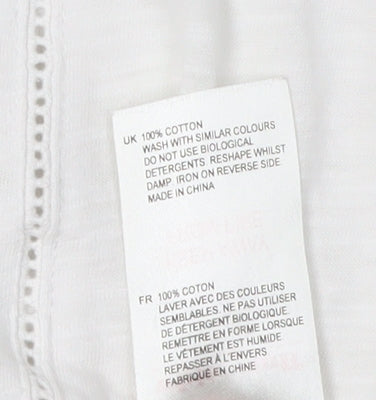 UK 100% COTTON
WASH WITH SIMILAR COLOURS
DO NOT USE BIOLOGICAL
DETERGENTS. RESHAPE WHILST
DAMP. IRON ON REVERSE SIDE.
MADE IN CHINA
FR 100% COTON
LAVER AVEC DES COULEURS
SEMBLABLES. NE PAS UTILISER
DE DÉTERGENT BIOLOGIQUE.
REMETTRE EN FORME LORSQUE
LE VÊTEMENT EST HUMIDE
REPASSER À L'ENVERS
FABRIQUÉ EN CHINE